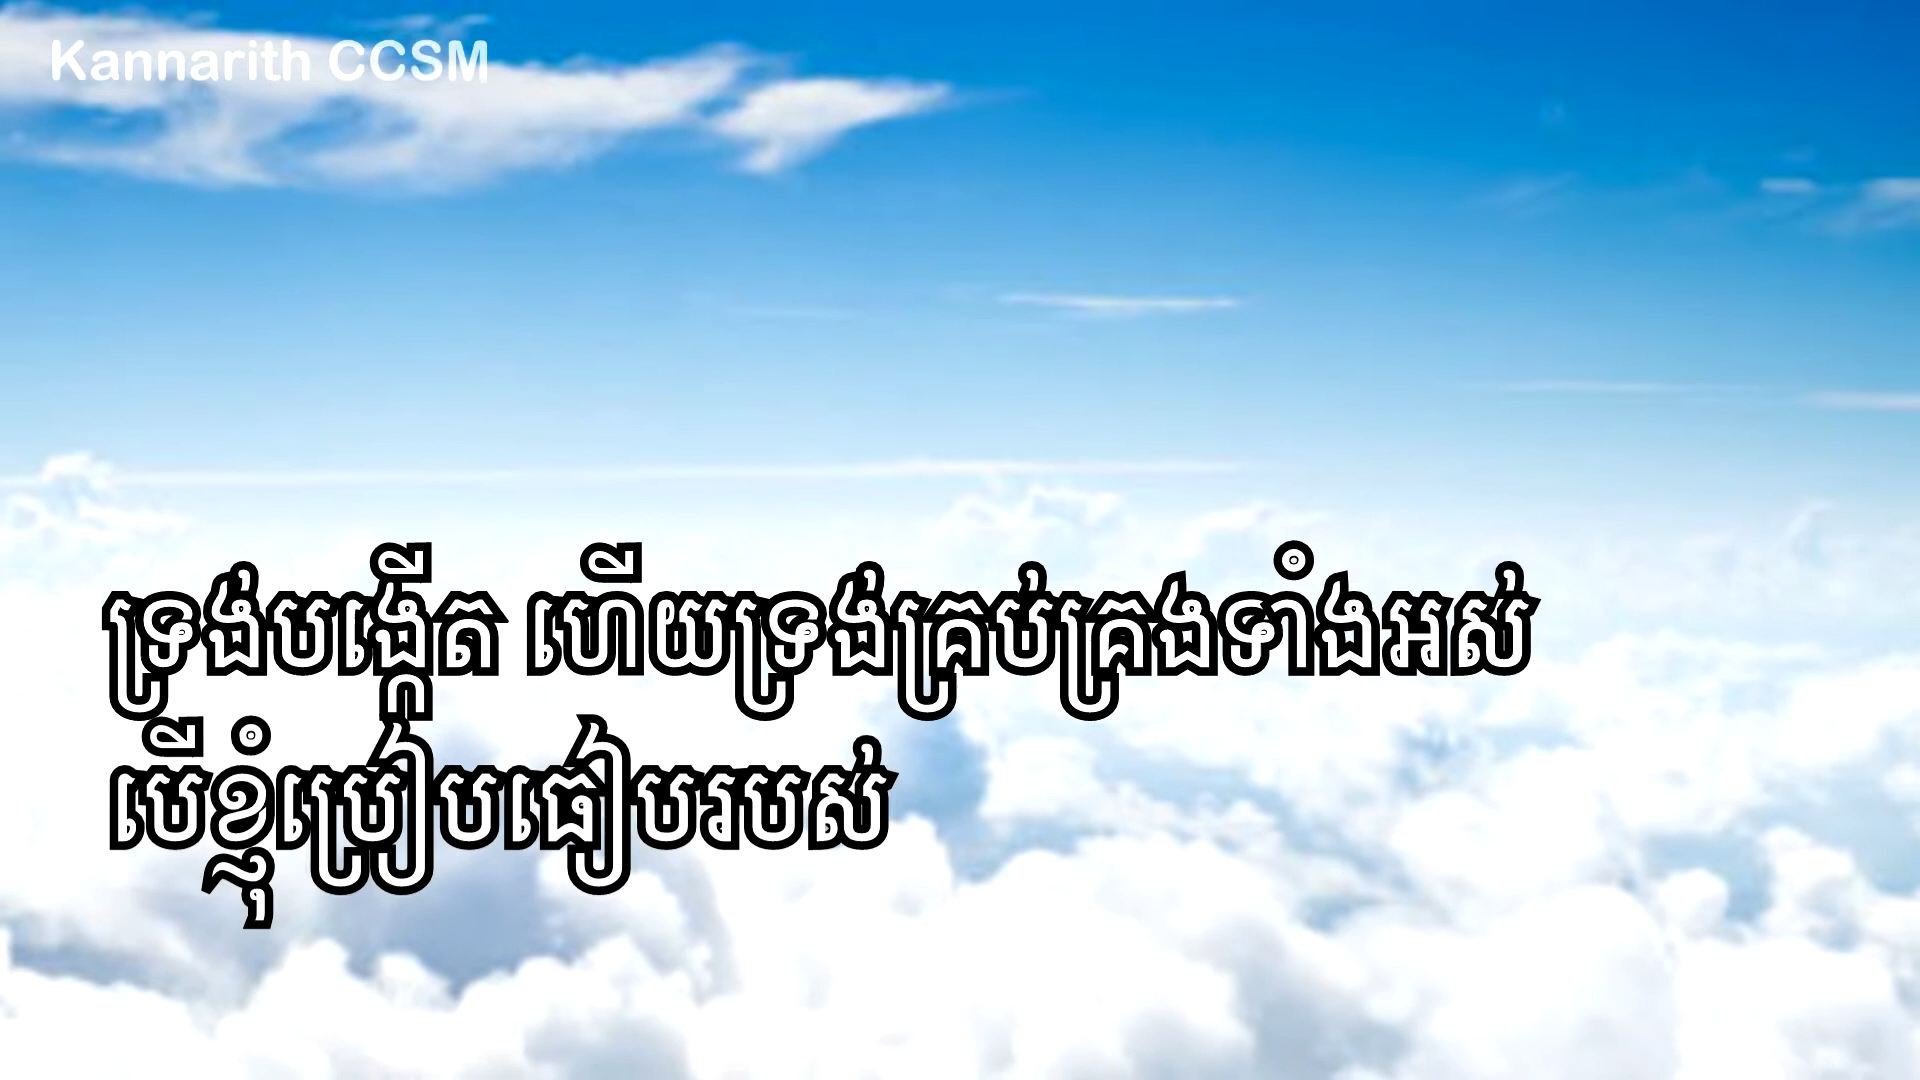 Kannarith CCSM
ទ្រង់បង្កើត ហើយទ្រង់គ្រប់គ្រងទាំងអស់
បើខ្ញុំប្រៀបធៀបរបស់